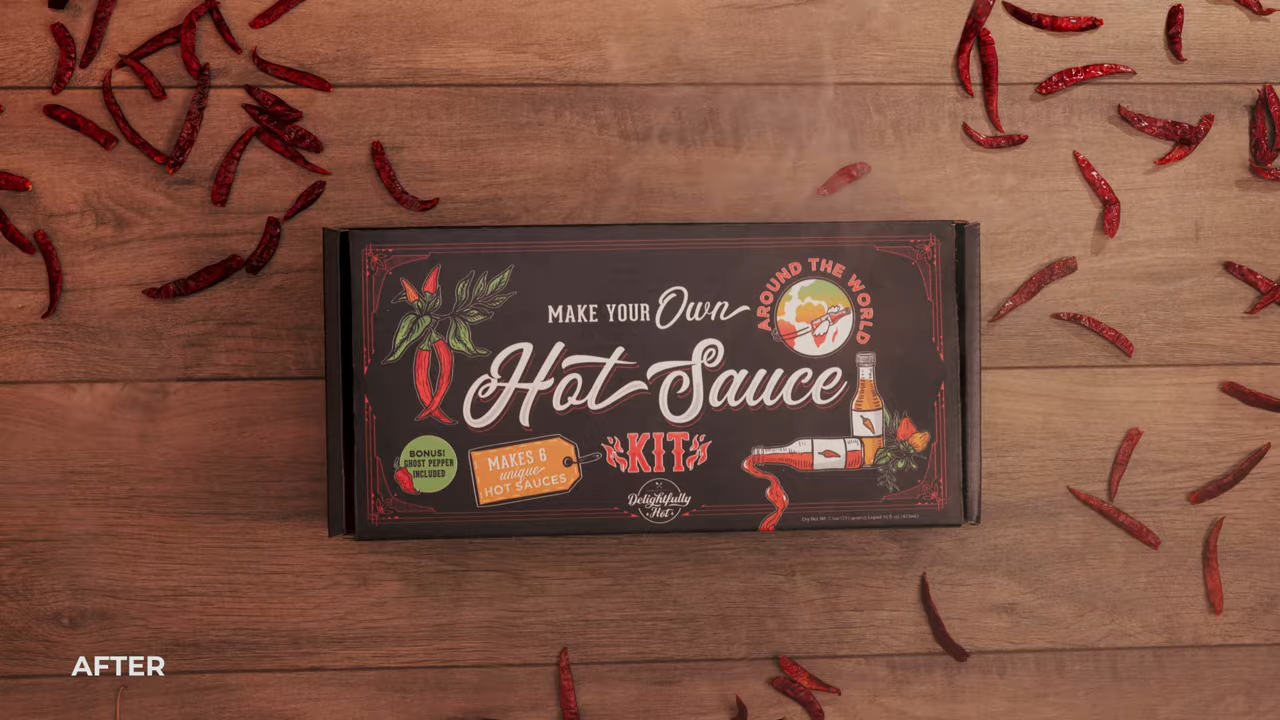 AROUND THE WORLD
MAKE YOUR Own
Hot Sauce
KIT
BONUS!
GHOST PEPPER
INCLUDED
MAKES 6
unique
HOT SAUCES
Delightfully
Hot
AFTER